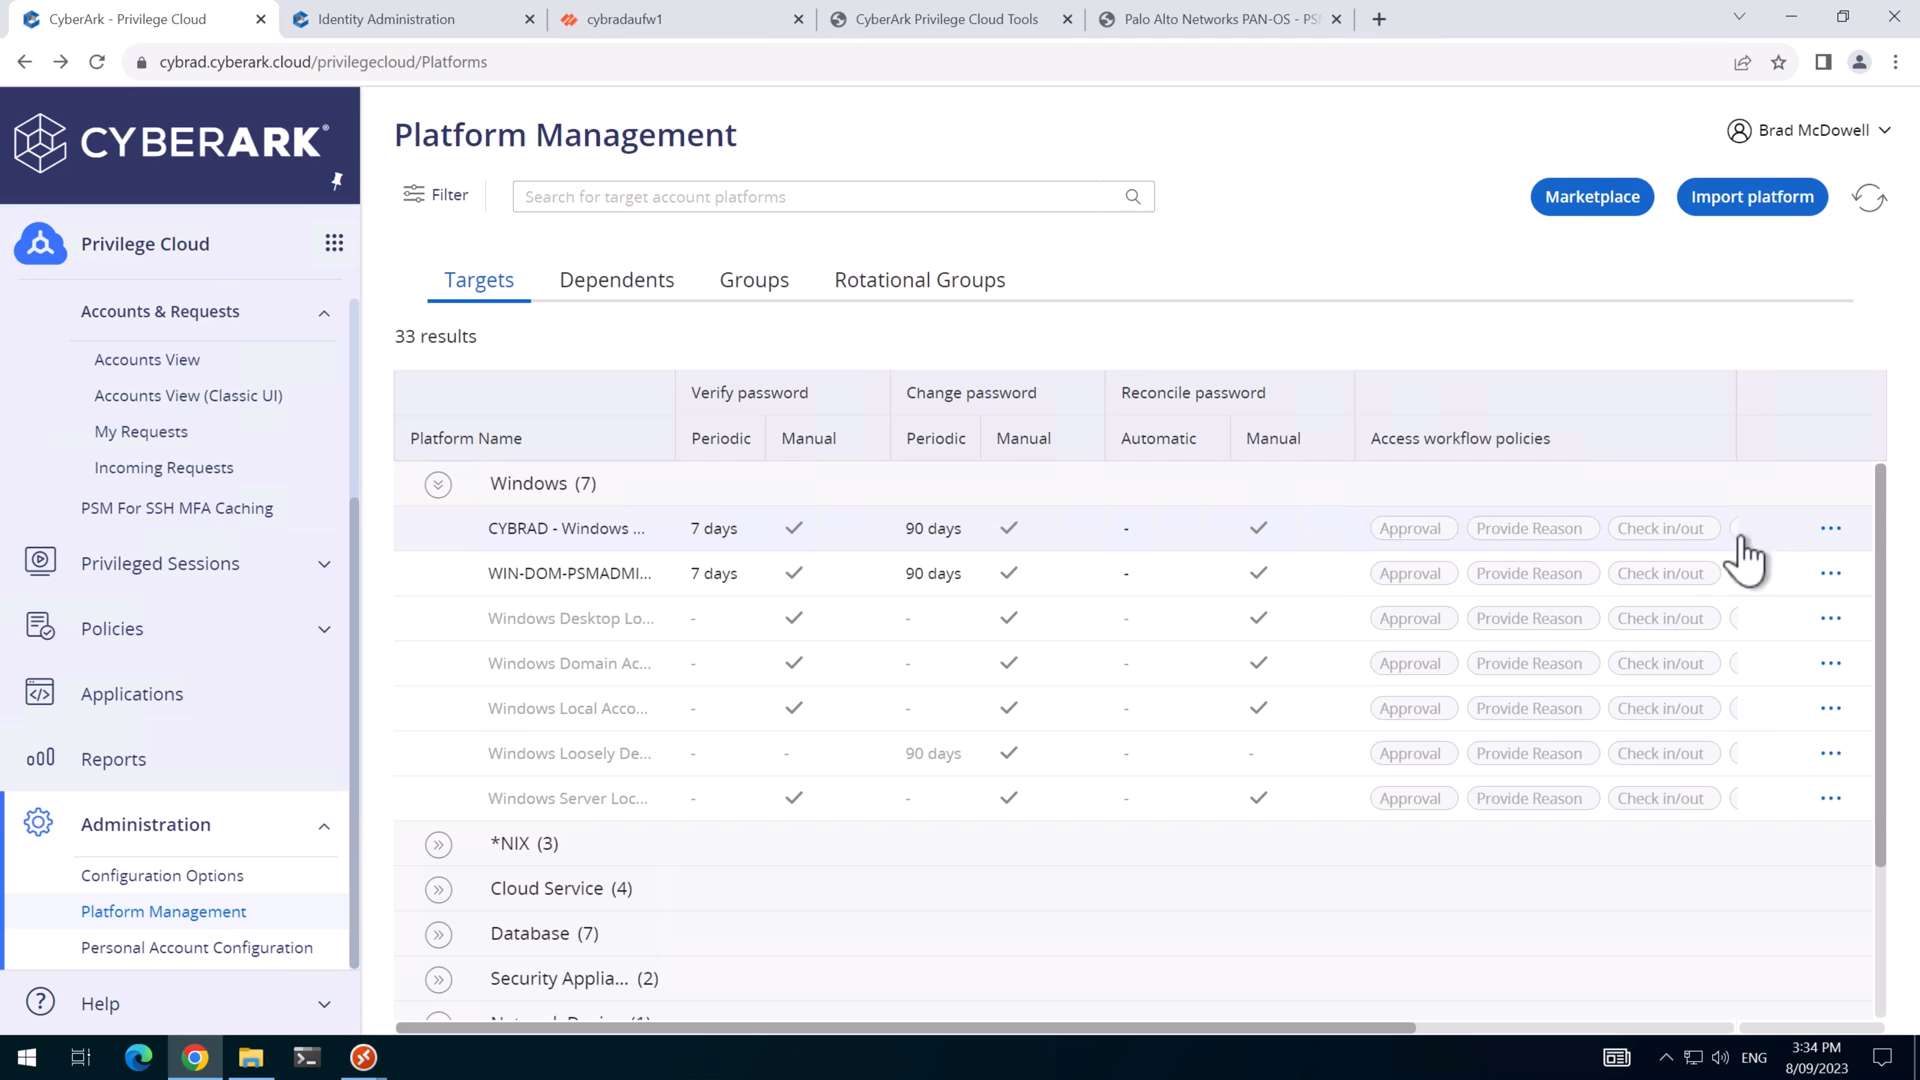 CyberArk - Privilege Cloud
Identity Administration
cybradaufw1
CyberArk Privilege Cloud Tools
Palo Alto Networks PAN-OS - PSM
cybrad.cyberark.cloud/privilegecloud/Platforms
CYBERARK®
Platform Management
Brad McDowell
Filter
Search for target account platforms
Marketplace
Import platform
Privilege Cloud
Targets
Dependents
Groups
Rotational Groups
33 results
Accounts & Requests
Accounts View
Accounts View (Classic UI)
My Requests
Incoming Requests
PSM For SSH MFA Caching
Privileged Sessions
Policies
Applications
Reports
Administration
Configuration Options
Platform Management
Personal Account Configuration
Help
Verify password Change password Reconcile password
Platform Name Periodic Manual Periodic Manual Automatic Manual Access workflow policies
Windows (7)
CYBRAD - Windows ... 7 days 90 days - Approval Provide Reason Check in/out ...
WIN-DOM-PSMADMI... 7 days 90 days - Approval Provide Reason Check in/out ...
Windows Desktop Lo... - - - Approval Provide Reason Check in/out ...
Windows Domain Ac... - - - Approval Provide Reason Check in/out ...
Windows Local Acco... - - - Approval Provide Reason Check in/out ...
Windows Loosely De... - - 90 days - - Approval Provide Reason Check in/out ...
Windows Server Loc... - - - Approval Provide Reason Check in/out ...
*NIX (3)
Cloud Service (4)
Database (7)
Security Applia... (2)
ENG
3:34 PM
8/09/2023